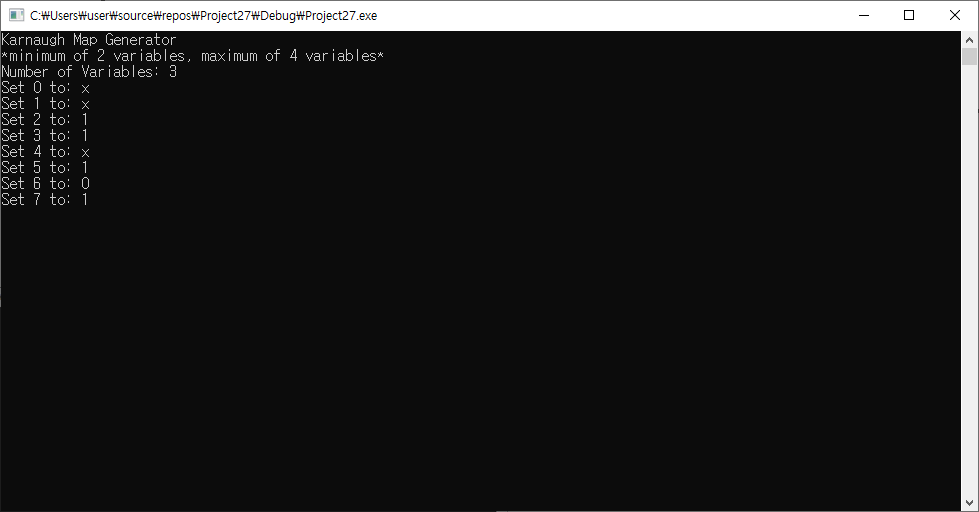 C:₩Users₩user₩source₩repos₩Project27₩Debug₩Project27.exe
Karnaugh Map Generator
*minimum of 2 variables, maximum of 4 variables*
Number of Variables: 3
Set 0 to: x
Set 1 to: x
Set 2 to: 1
Set 3 to: 1
Set 4 to: x
Set 5 to: 1
Set 6 to: 0
Set 7 to: 1